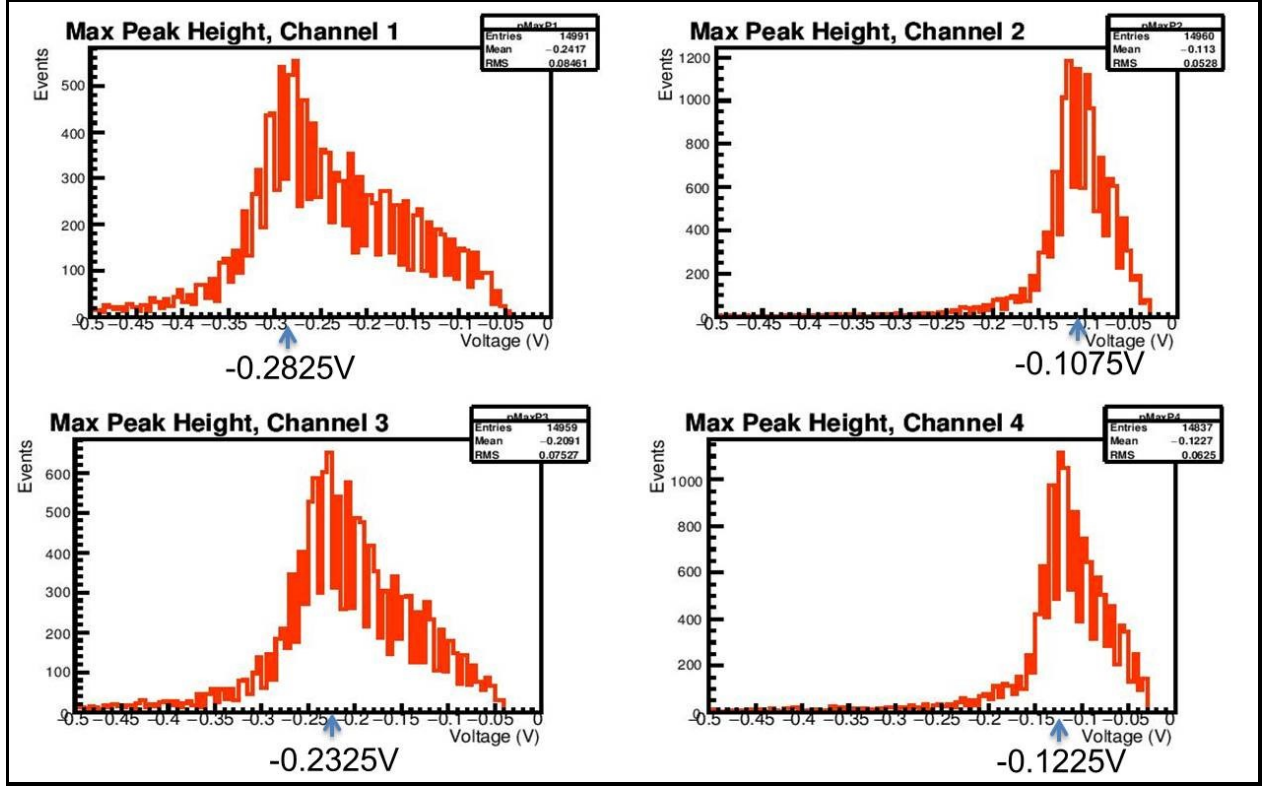 Max Peak Height, Channel 1
pMaxP1
Entries 14991
Mean −0.2417
RMS 0.08461
Events
500
400
300
200
100
0
−0.5 −0.45 −0.4 −0.35 −0.3 −0.25 −0.2 −0.15 −0.1 −0.05 0
Voltage (V)
-0.2825V
Max Peak Height, Channel 2
pMaxP2
Entries 14960
Mean −0.113
RMS 0.0528
Events
1200
1000
800
600
400
200
0
−0.5 −0.45 −0.4 −0.35 −0.3 −0.25 −0.2 −0.15 −0.1 −0.05 0
Voltage (V)
-0.1075V
Max Peak Height, Channel 3
pMaxP3
Entries 14959
Mean −0.2091
RMS 0.07527
Events
600
500
400
300
200
100
0
−0.5 −0.45 −0.4 −0.35 −0.3 −0.25 −0.2 −0.15 −0.1 −0.05 0
Voltage (V)
-0.2325V
Max Peak Height, Channel 4
pMaxP4
Entries 14837
Mean −0.1227
RMS 0.0625
Events
1000
800
600
400
200
0
−0.5 −0.45 −0.4 −0.35 −0.3 −0.25 −0.2 −0.15 −0.1 −0.05 0
Voltage (V)
-0.1225V